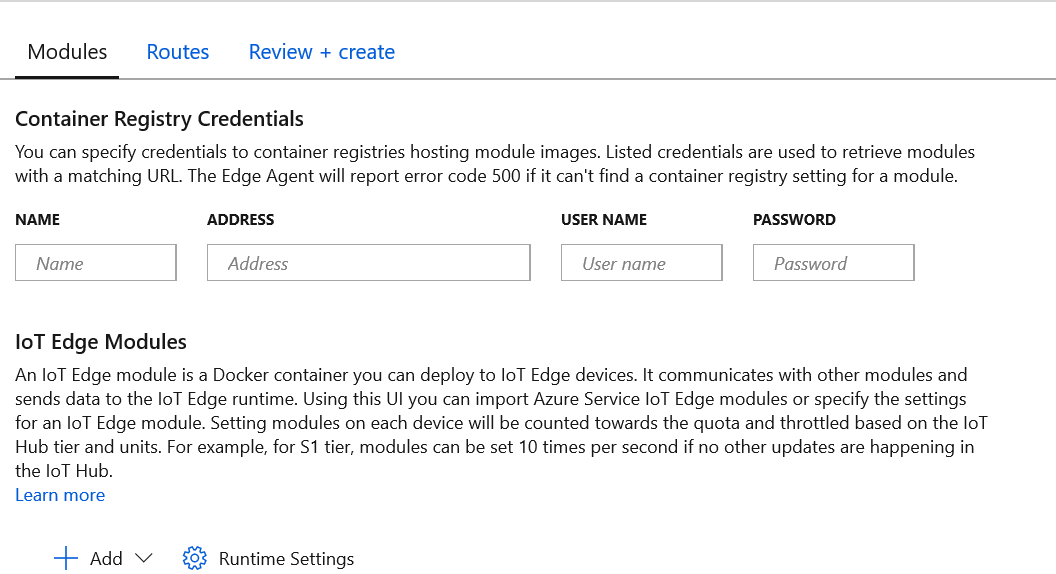 Modules Routes Review + create
Container Registry Credentials
You can specify credentials to container registries hosting module images. Listed credentials are used to retrieve modules
with a matching URL. The Edge Agent will report error code 500 if it can't find a container registry setting for a module.
NAME ADDRESS USER NAME PASSWORD
Name Address User name Password
IoT Edge Modules
An IoT Edge module is a Docker container you can deploy to IoT Edge devices. It communicates with other modules and
sends data to the IoT Edge runtime. Using this UI you can import Azure Service IoT Edge modules or specify the settings
for an IoT Edge module. Setting modules on each device will be counted towards the quota and throttled based on the IoT
Hub tier and units. For example, for S1 tier, modules can be set 10 times per second if no other updates are happening in
the IoT Hub.
Learn more
Add Runtime Settings